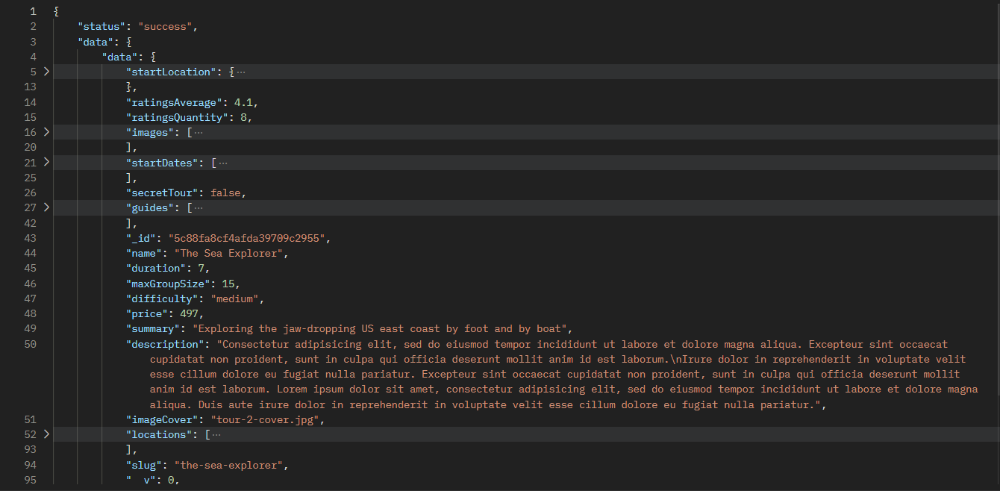 1 {
2 "status": "success",
3 "data": {
4 "data": {
5 > "startLocation": {···
13 },
14 "ratingsAverage": 4.1,
15 "ratingsQuantity": 8,
16 > "images": [···
20 ],
21 > "startDates": [···
25 ],
26 "secretTour": false,
27 > "guides": [···
42 ],
43 "_id": "5c88fa8cf4afda39709c2955",
44 "name": "The Sea Explorer",
45 "duration": 7,
46 "maxGroupSize": 15,
47 "difficulty": "medium",
48 "price": 497,
49 "summary": "Exploring the jaw-dropping US east coast by foot and by boat",
50 "description": "Consectetur adipisicing elit, sed do eiusmod tempor incididunt ut labore et dolore magna aliqua. Excepteur sint occaecat
cupidatat non proident, sunt in culpa qui officia deserunt mollit anim id est laborum.\nIrure dolor in reprehenderit in voluptate velit
esse cillum dolore eu fugiat nulla pariatur. Excepteur sint occaecat cupidatat non proident, sunt in culpa qui officia deserunt mollit
anim id est laborum. Lorem ipsum dolor sit amet, consectetur adipisicing elit, sed do eiusmod tempor incididunt ut labore et dolore magna
aliqua. Duis aute irure dolor in reprehenderit in voluptate velit esse cillum dolore eu fugiat nulla pariatur.",
51 "imageCover": "tour-2-cover.jpg",
52 > "locations": [···
93 ],
94 "slug": "the-sea-explorer",
95 "__v": 0,